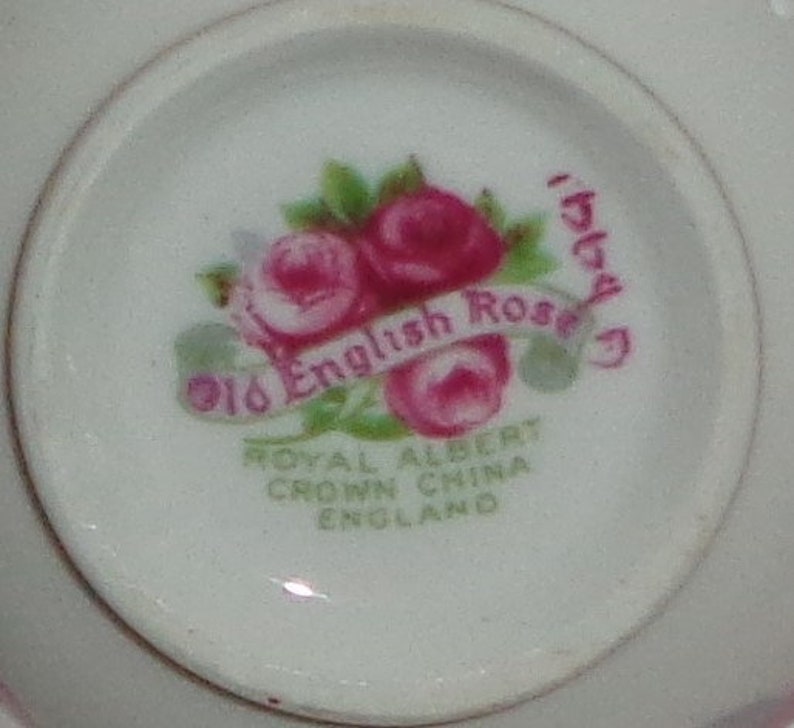 Old English Rose
ROYAL ALBERT
CROWN CHINA
ENGLAND